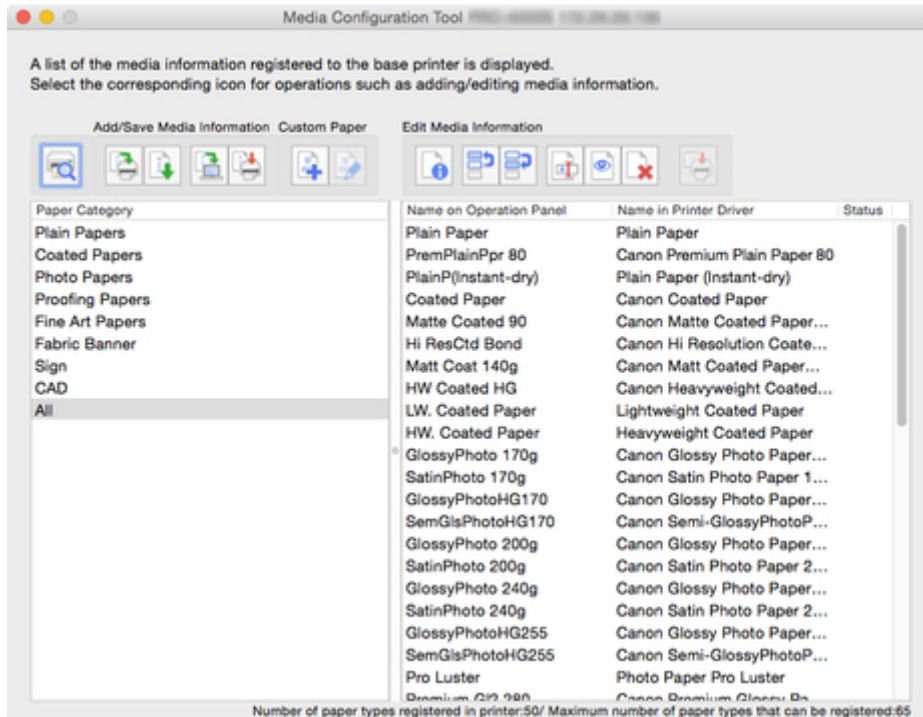 Media Configuration Tool
A list of the media information registered to the base printer is displayed.
Select the corresponding icon for operations such as adding/editing media information.
Add/Save Media Information Custom Paper Edit Media Information
Paper Category
Plain Papers
Coated Papers
Photo Papers
Proofing Papers
Fine Art Papers
Fabric Banner
Sign
CAD
All
Name on Operation Panel Name in Printer Driver Status
Plain Paper Plain Paper
PremPlainPpr 80 Canon Premium Plain Paper 80
PlainP(Instant-dry) Plain Paper (Instant-dry)
Coated Paper Canon Coated Paper
Matte Coated 90 Canon Matte Coated Paper...
Hi ResCtd Bond Canon Hi Resolution Coate...
Matt Coat 140g Canon Matt Coated Paper...
HW Coated HG Canon Heavyweight Coated...
LW. Coated Paper Lightweight Coated Paper
HW. Coated Paper Heavyweight Coated Paper
GlossyPhoto 170g Canon Glossy Photo Paper...
SatinPhoto 170g Canon Satin Photo Paper 1...
GlossyPhotoHG170 Canon Glossy Photo Paper...
SemGlsPhotoHG170 Canon Semi-GlossyPhotoP...
GlossyPhoto 200g Canon Glossy Photo Paper...
SatinPhoto 200g Canon Satin Photo Paper 2...
GlossyPhoto 240g Canon Glossy Photo Paper...
SatinPhoto 240g Canon Satin Photo Paper 2...
GlossyPhotoHG255 Canon Glossy Photo Paper...
SemGlsPhotoHG255 Canon Semi-GlossyPhotoP...
Pro Luster Photo Paper Pro Luster
Premium Gl2 280 Canon Premium Glossy Pa...
Number of paper types registered in printer:50/ Maximum number of paper types that can be registered:65